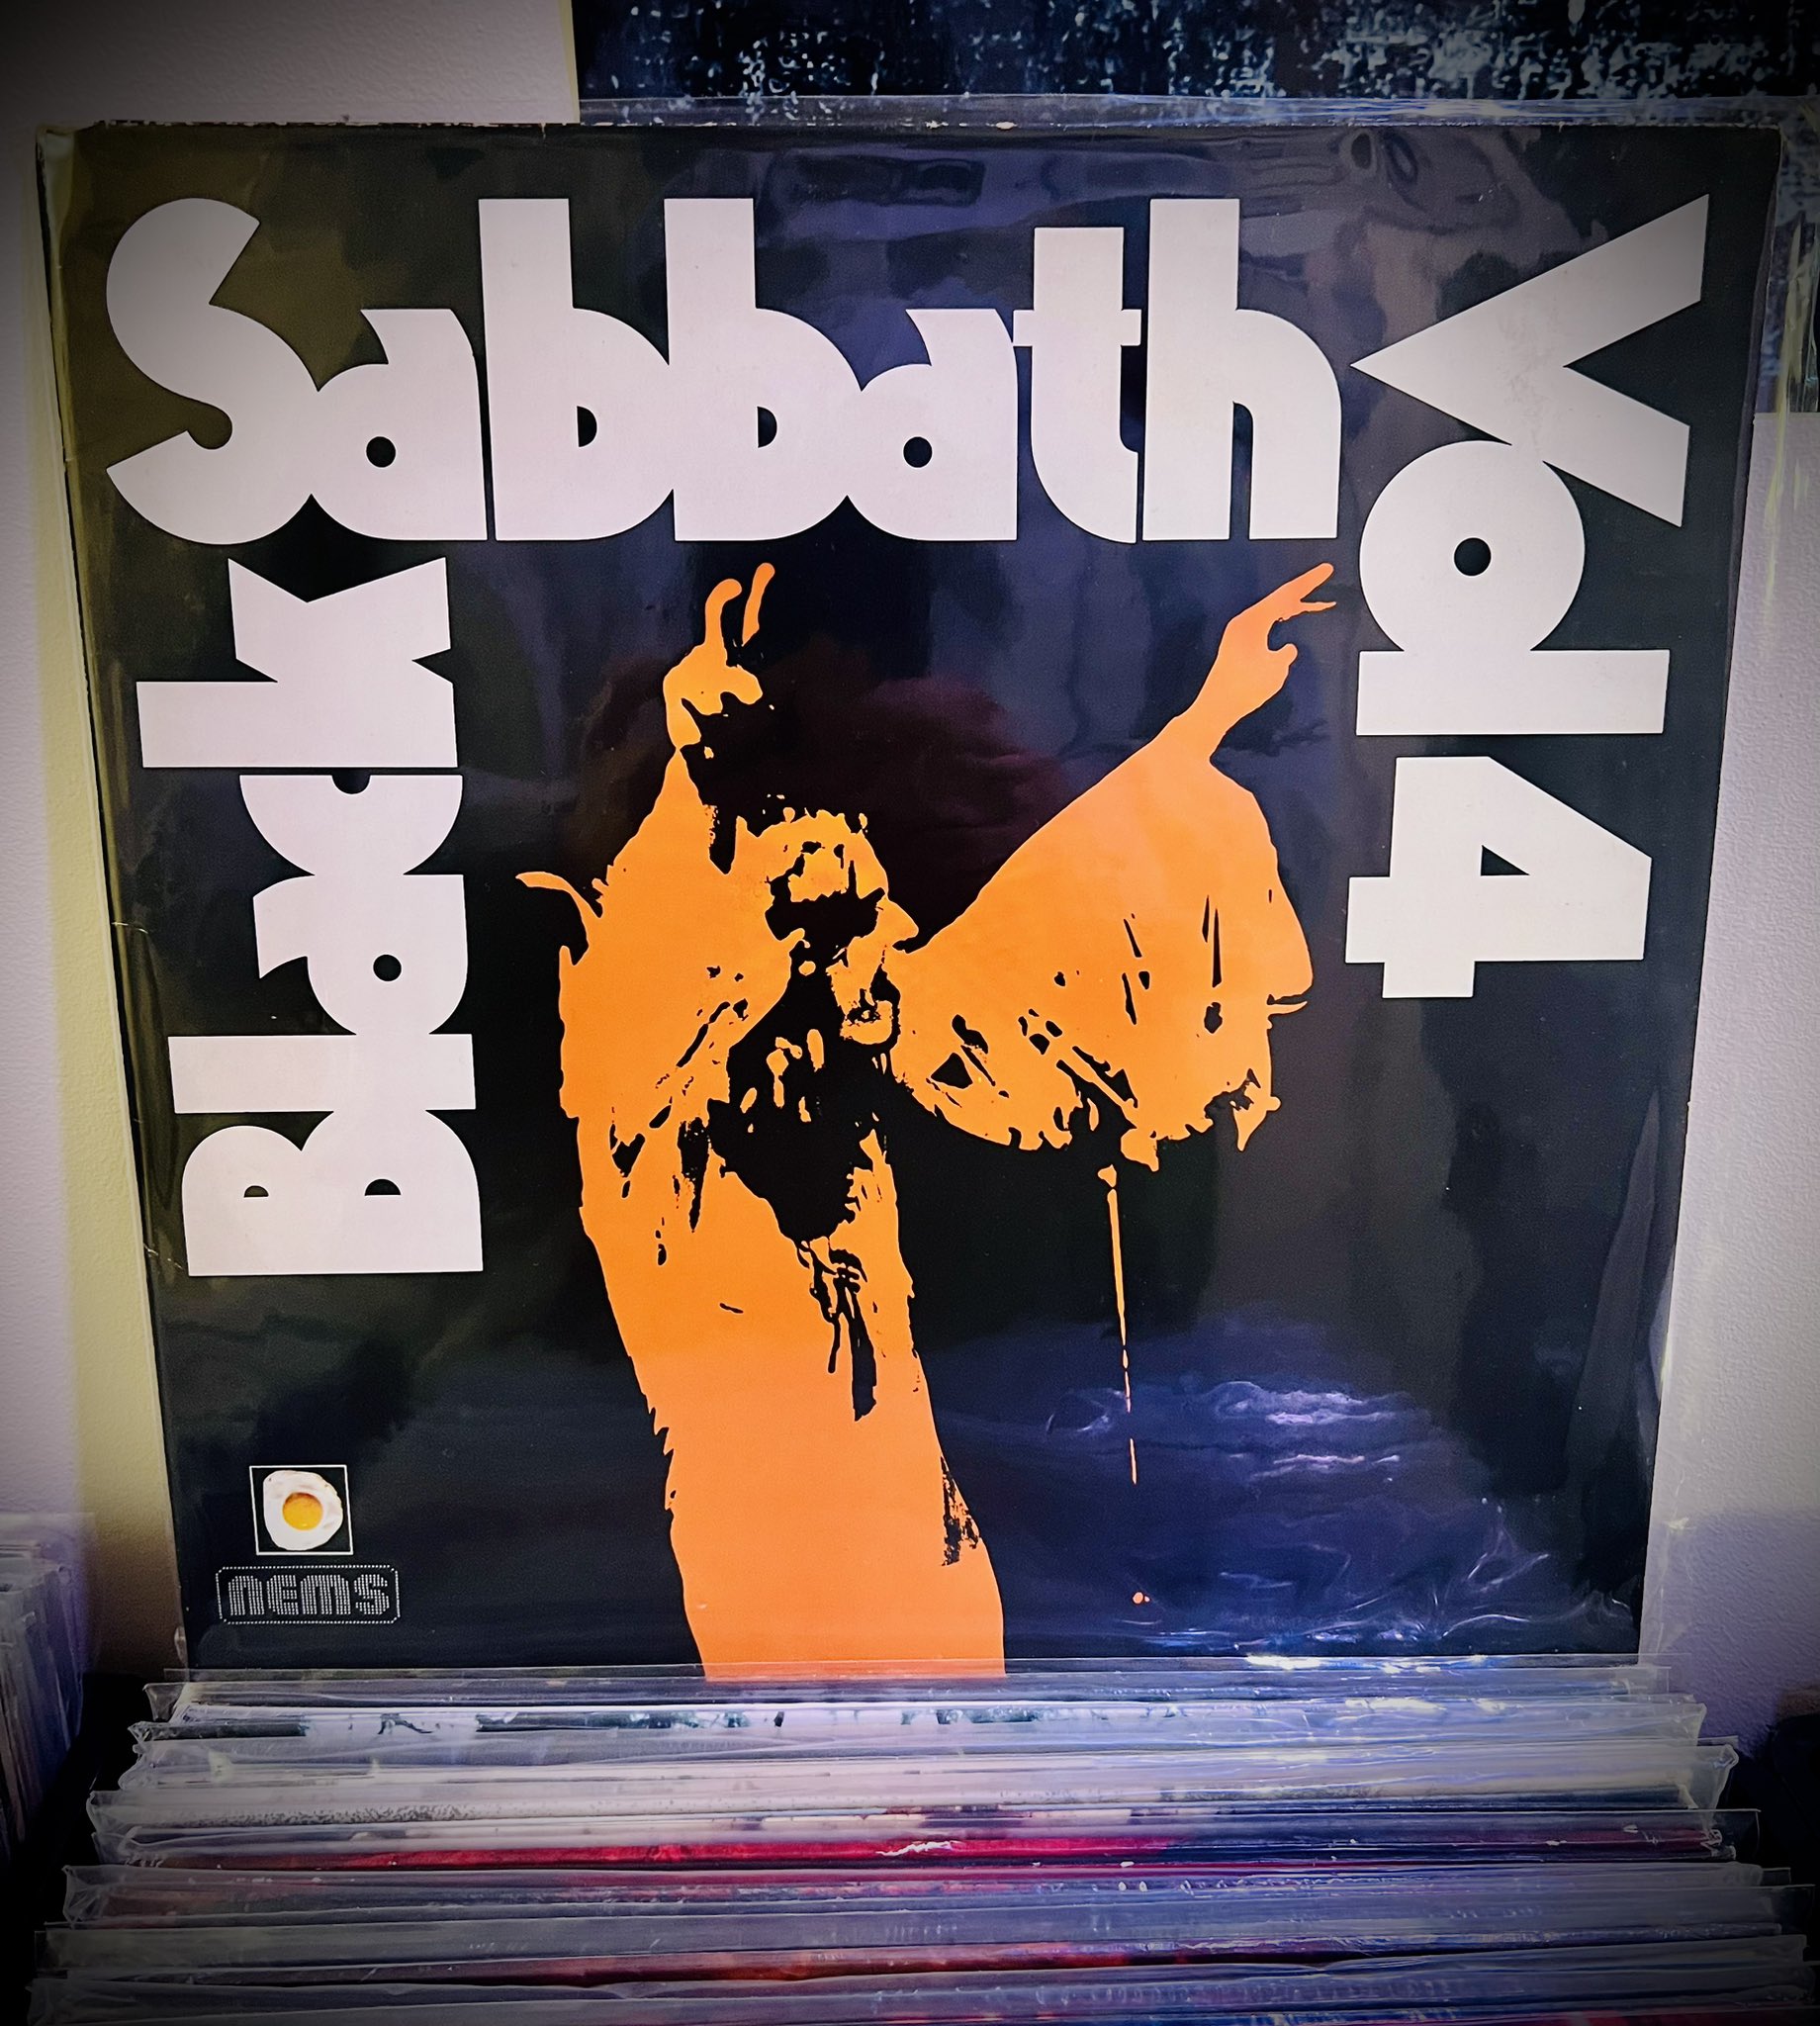 Black
Sabbath
Vol 4
nems